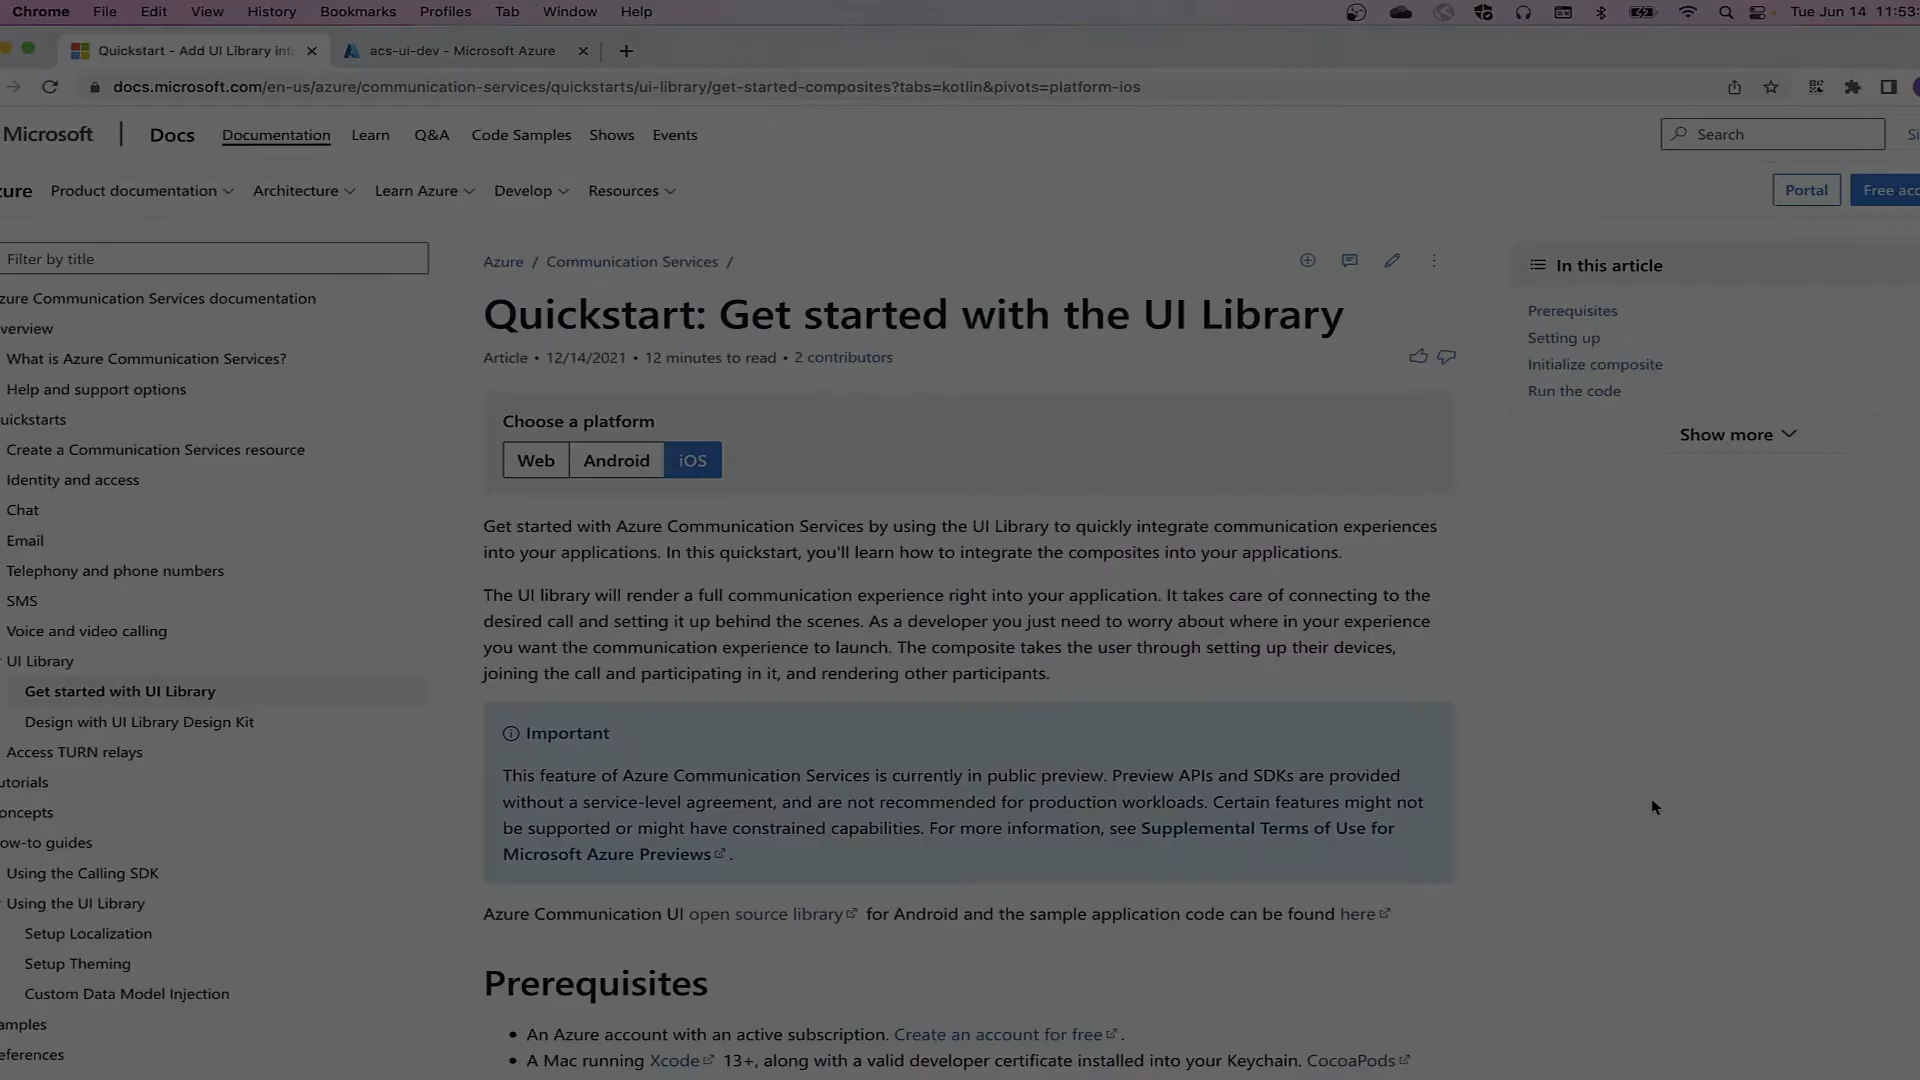 Chrome File Edit View History Bookmarks Profiles Tab Window Help Tue Jun 14 11:53
Quickstart - Add UI Library int acs-ui-dev - Microsoft Azure
docs.microsoft.com/en-us/azure/communication-services/quickstarts/ui-library/get-started-composites?tabs=kotlin&pivots=platform-ios
Microsoft Docs Documentation Learn Q&A Code Samples Shows Events Search Si
ure Product documentation Architecture Learn Azure Develop Resources Portal Free acc
Filter by title
zure Communication Services documentation
verview
What is Azure Communication Services?
Help and support options
uickstarts
Create a Communication Services resource
Identity and access
Chat
Email
Telephony and phone numbers
SMS
Voice and video calling
UI Library
Get started with UI Library
Design with UI Library Design Kit
Access TURN relays
utorials
oncepts
ow-to guides
Using the Calling SDK
Using the UI Library
Setup Localization
Setup Theming
Custom Data Model Injection
amples
eferences
Azure / Communication Services /
Quickstart: Get started with the UI Library
Article • 12/14/2021 • 12 minutes to read • 2 contributors
Choose a platform
Web Android iOS
Get started with Azure Communication Services by using the UI Library to quickly integrate communication experiences
into your applications. In this quickstart, you'll learn how to integrate the composites into your applications.
The UI library will render a full communication experience right into your application. It takes care of connecting to the
desired call and setting it up behind the scenes. As a developer you just need to worry about where in your experience
you want the communication experience to launch. The composite takes the user through setting up their devices,
joining the call and participating in it, and rendering other participants.
Important
This feature of Azure Communication Services is currently in public preview. Preview APIs and SDKs are provided
without a service-level agreement, and are not recommended for production workloads. Certain features might not
be supported or might have constrained capabilities. For more information, see Supplemental Terms of Use for
Microsoft Azure Previews.
Azure Communication UI open source library for Android and the sample application code can be found here
Prerequisites
• An Azure account with an active subscription. Create an account for free.
• A Mac running Xcode 13+, along with a valid developer certificate installed into your Keychain. CocoaPods
In this article
Prerequisites
Setting up
Initialize composite
Run the code
Show more